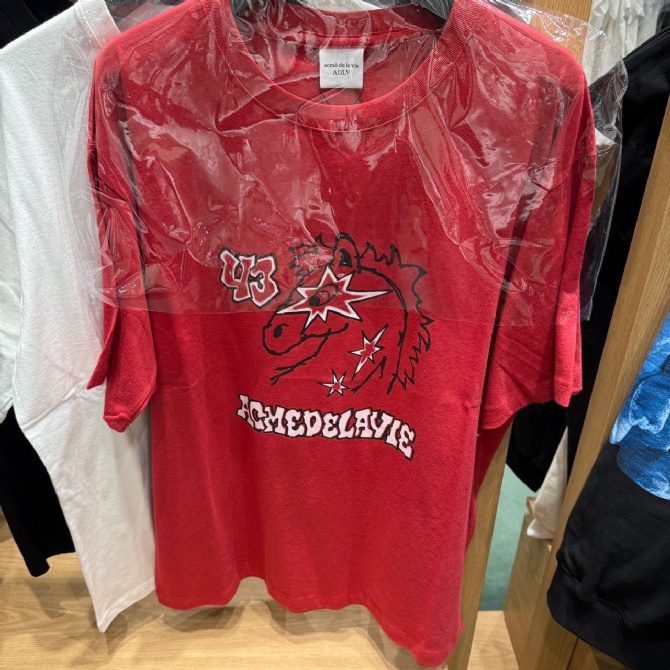 acmé de la vie
ADLV
43
ACMEDELAVIE